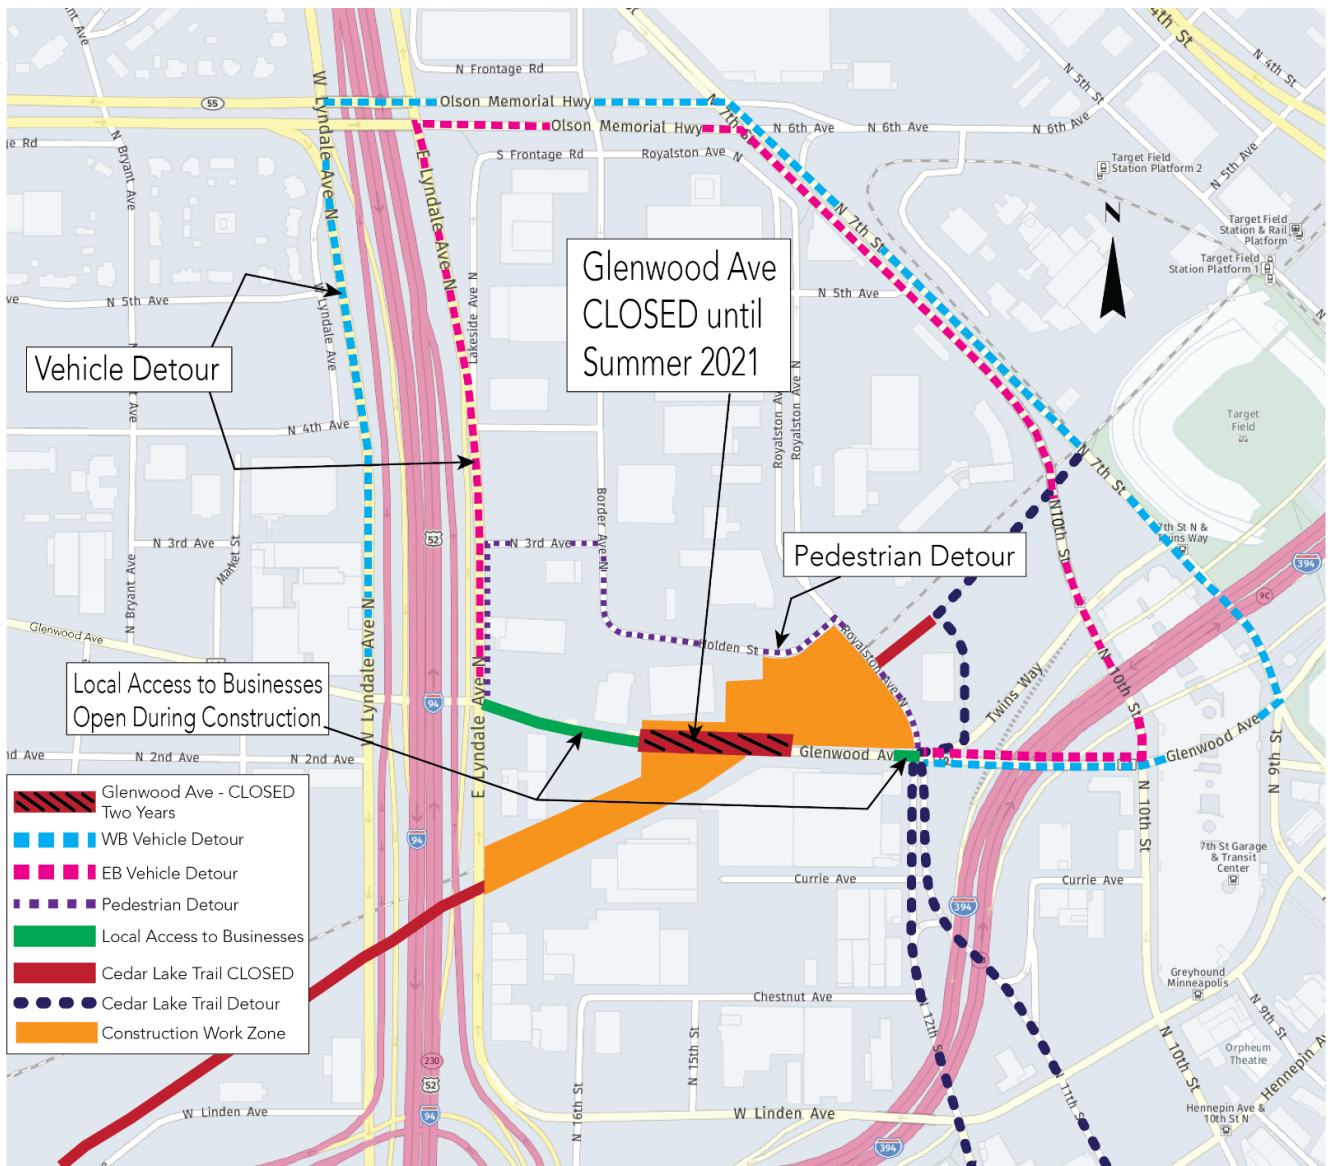 4th St
N 4th St
N 5th St
N Frontage Rd
55
Olson Memorial Hwy
N 7th St
Olson Memorial Hwy
N 6th Ave
N 6th Ave
N 6th Ave
N 5th Ave
N Bryant Ave
W Lyndale Ave N
E Lyndale Ave N
S Frontage Rd
Royalston Ave N
Target Field
Station Platform 2
N 5th St
N
Target Field
Station & Rail
Platform
Target Field
Station Platform 1
N 7th St
Glenwood Ave
CLOSED until
Summer 2021
N 5th Ave
W Lyndale Ave
Lakeside Ave N
N 5th Ave
Vehicle Detour
N 4th Ave
Royalston Ave N
Target
Field
N 7th St
Border Ave N
N10th St
7th St N &
Twins Way
52
N 3rd Ave
Market St
N 3rd Ave
Pedestrian Detour
394
9C
N Bryant Ave
Glenwood Ave
W Lyndale Ave N
Holden St
Royalston Ave N
N 10th St
Twins Way
Local Access to Businesses
Open During Construction
94
E Lyndale Ave N
Glenwood Ave
Glenwood Ave
N 9th St
N 2nd Ave
N 2nd Ave
N 10th St
Glenwood Ave - CLOSED
Two Years
WB Vehicle Detour
EB Vehicle Detour
Pedestrian Detour
Local Access to Businesses
Cedar Lake Trail CLOSED
Cedar Lake Trail Detour
Construction Work Zone
94
7th St Garage
& Transit
Center
Currie Ave
Currie Ave
394
Greyhound
Minneapolis
Chestnut Ave
N 12th St
N 9th St
N 15th St
N 10th St
Orpheum
Theatre
Hennepin Av
230
52
94
N 16th St
N 11th St
W Linden Ave
W Linden Ave
Hennepin Ave &
10th St N
394